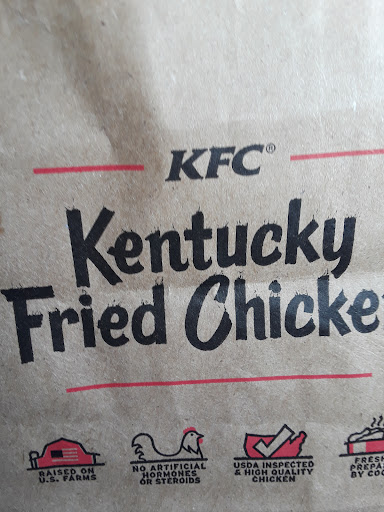 KFC®
Kentucky
Fried Chicke
RAISED ON
U.S. FARMS
NO ARTIFICIAL
HORMONES
OR STEROIDS
USDA INSPECTED
& HIGH QUALITY
CHICKEN
FRESH
PREPA
BY COO